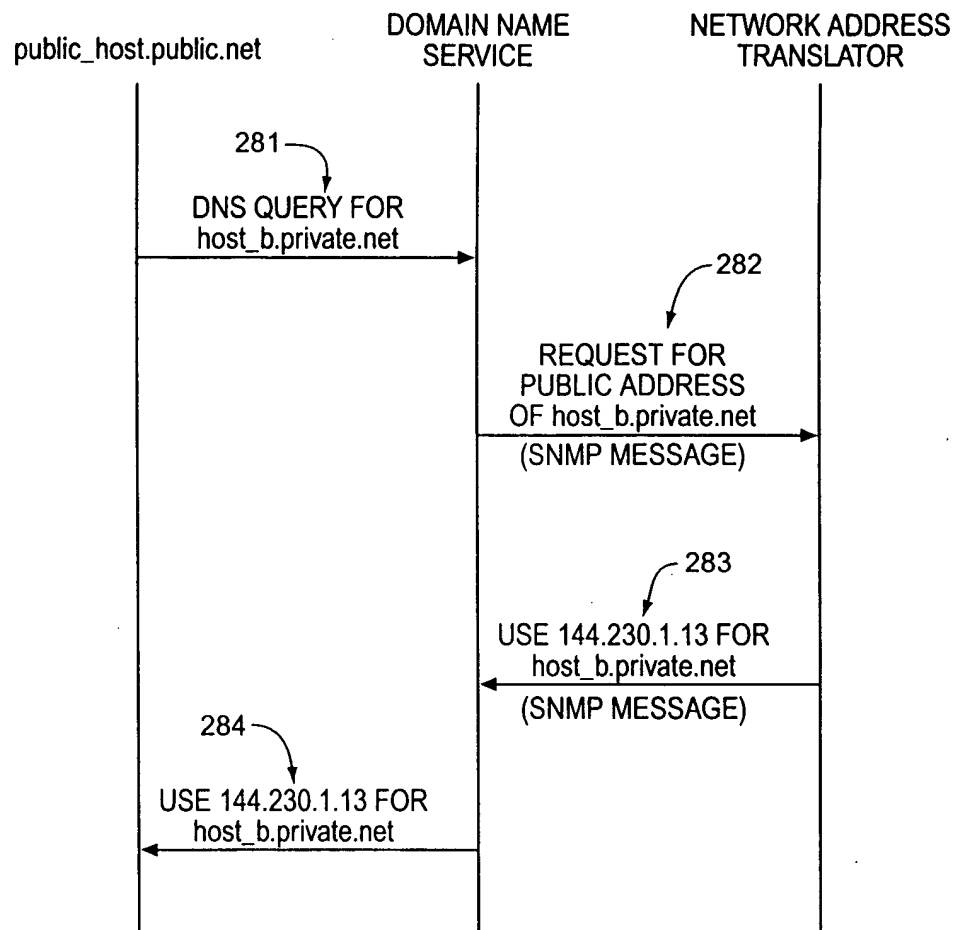 public_host.public.net
DOMAIN NAME
SERVICE
NETWORK ADDRESS
TRANSLATOR
281
DNS QUERY FOR
host_b.private.net
282
REQUEST FOR
PUBLIC ADDRESS
OF host_b.private.net
(SNMP MESSAGE)
283
USE 144.230.1.13 FOR
host_b.private.net
(SNMP MESSAGE)
284
USE 144.230.1.13 FOR
host_b.private.net